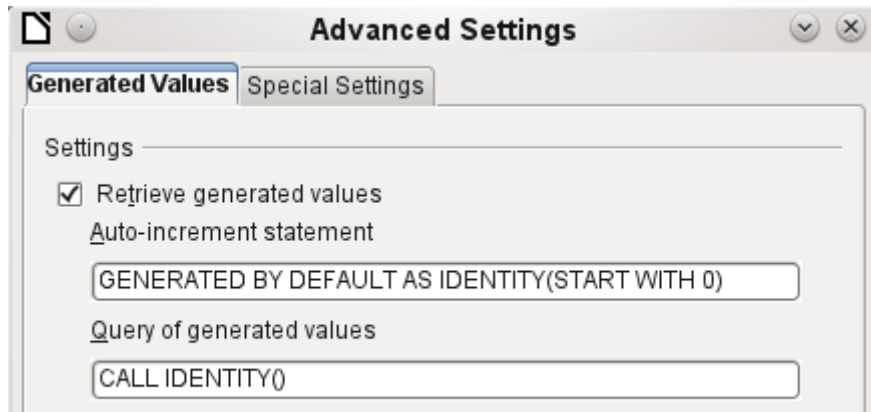 Advanced Settings
Generated Values Special Settings
Settings
Retrieve generated values
Auto-increment statement
GENERATED BY DEFAULT AS IDENTITY(START WITH 0)
Query of generated values
CALL IDENTITY()